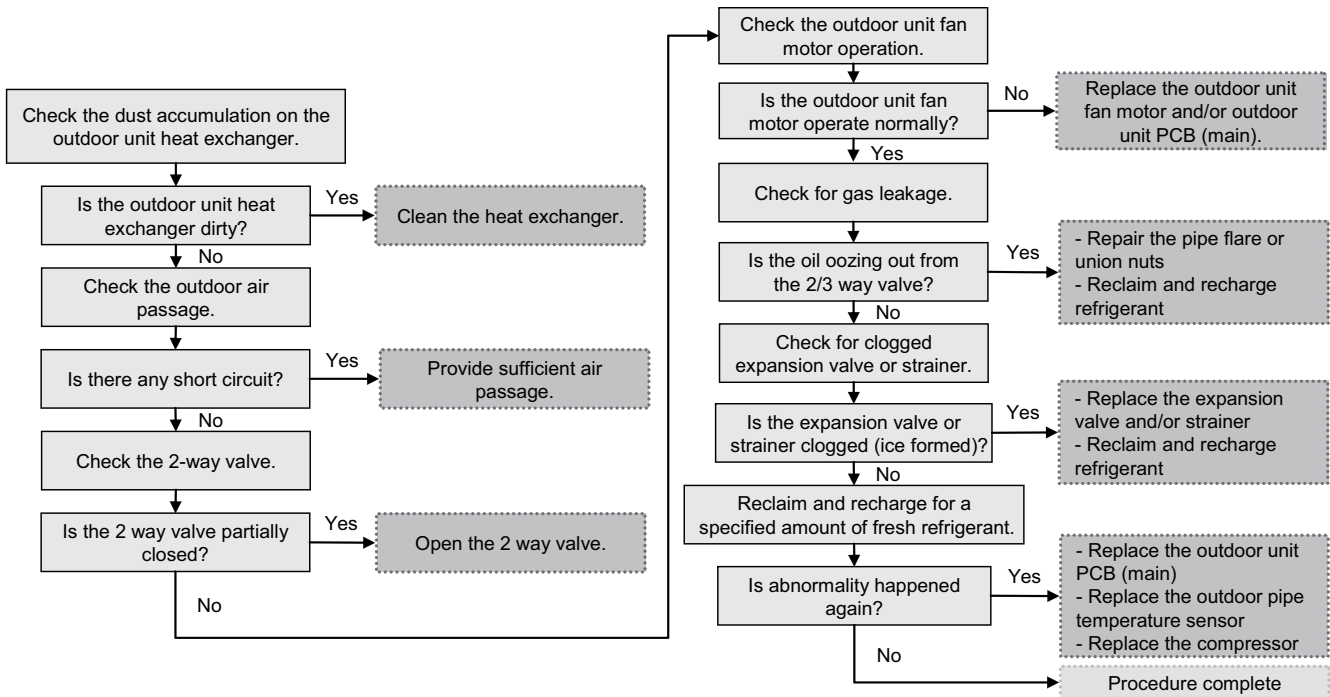 Check the dust accumulation on the
outdoor unit heat exchanger.
Is the outdoor unit heat
exchanger dirty?
Yes
Clean the heat exchanger.
No
Check the outdoor air
passage.
Is there any short circuit?
Yes
Provide sufficient air
passage.
No
Check the 2-way valve.
Is the 2 way valve partially
closed?
Yes
Open the 2 way valve.
No
Check the outdoor unit fan
motor operation.
Is the outdoor unit fan
motor operate normally?
No
Replace the outdoor unit
fan motor and/or outdoor
unit PCB (main).
Yes
Check for gas leakage.
Is the oil oozing out from
the 2/3 way valve?
Yes
- Repair the pipe flare or
union nuts
- Reclaim and recharge
refrigerant
No
Check for clogged
expansion valve or strainer.
Is the expansion valve or
strainer clogged (ice formed)?
Yes
- Replace the expansion
valve and/or strainer
- Reclaim and recharge
refrigerant
No
Reclaim and recharge for a
specified amount of fresh refrigerant.
Is abnormality happened
again?
Yes
- Replace the outdoor unit
PCB (main)
- Replace the outdoor pipe
temperature sensor
- Replace the compressor
No
Procedure complete